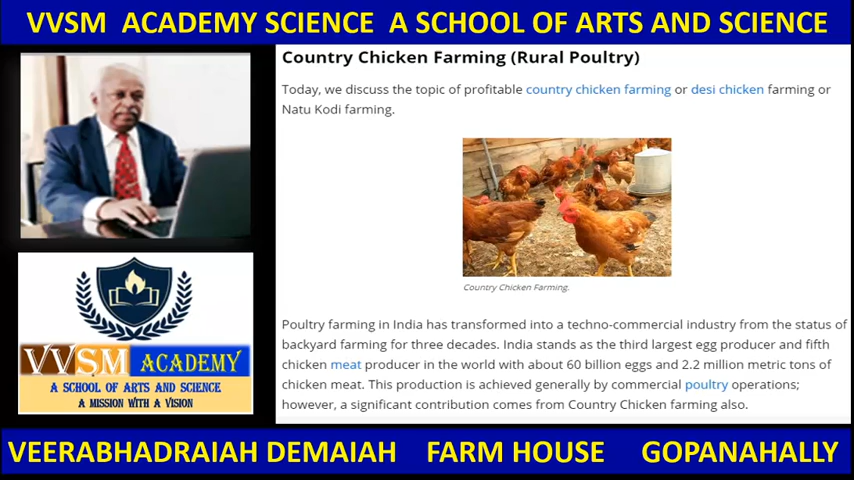 VVSM ACADEMY SCIENCE A SCHOOL OF ARTS AND SCIENCE
Country Chicken Farming (Rural Poultry)
Today, we discuss the topic of profitable country chicken farming or desi chicken farming or
Natu Kodi farming.
Country Chicken Farming.
Poultry farming in India has transformed into a techno-commercial industry from the status of
backyard farming for three decades. India stands as the third largest egg producer and fifth
chicken meat producer in the world with about 60 billion eggs and 2.2 million metric tons of
chicken meat. This production is achieved generally by commercial poultry operations;
however, a significant contribution comes from Country Chicken farming also.
VVSM ACADEMY
A SCHOOL OF ARTS AND SCIENCE
A MISSION WITH A VISION
VEERABHADRAIAH DEMAIAH FARM HOUSE GOPANAHALLY